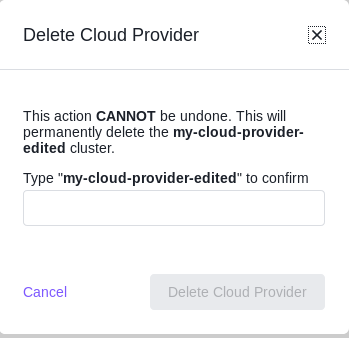 Delete Cloud Provider
This action CANNOT be undone. This will
permanently delete the my-cloud-provider-
edited cluster.
Type "my-cloud-provider-edited" to confirm
Cancel
Delete Cloud Provider